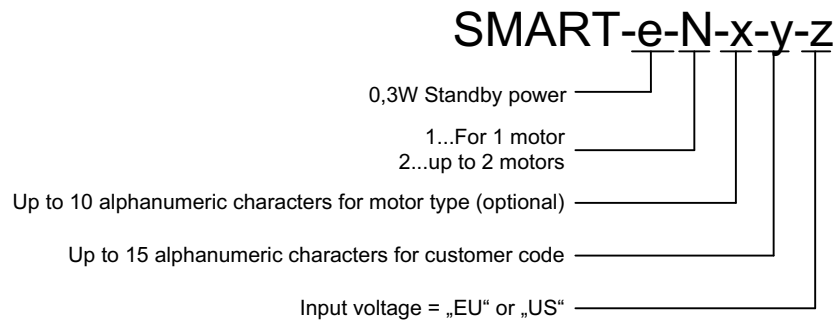 SMART-e-N-x-y-z
0,3W Standby power
1...For 1 motor
2...up to 2 motors
Up to 10 alphanumeric characters for motor type (optional)
Up to 15 alphanumeric characters for customer code
Input voltage = „EU“ or „US“